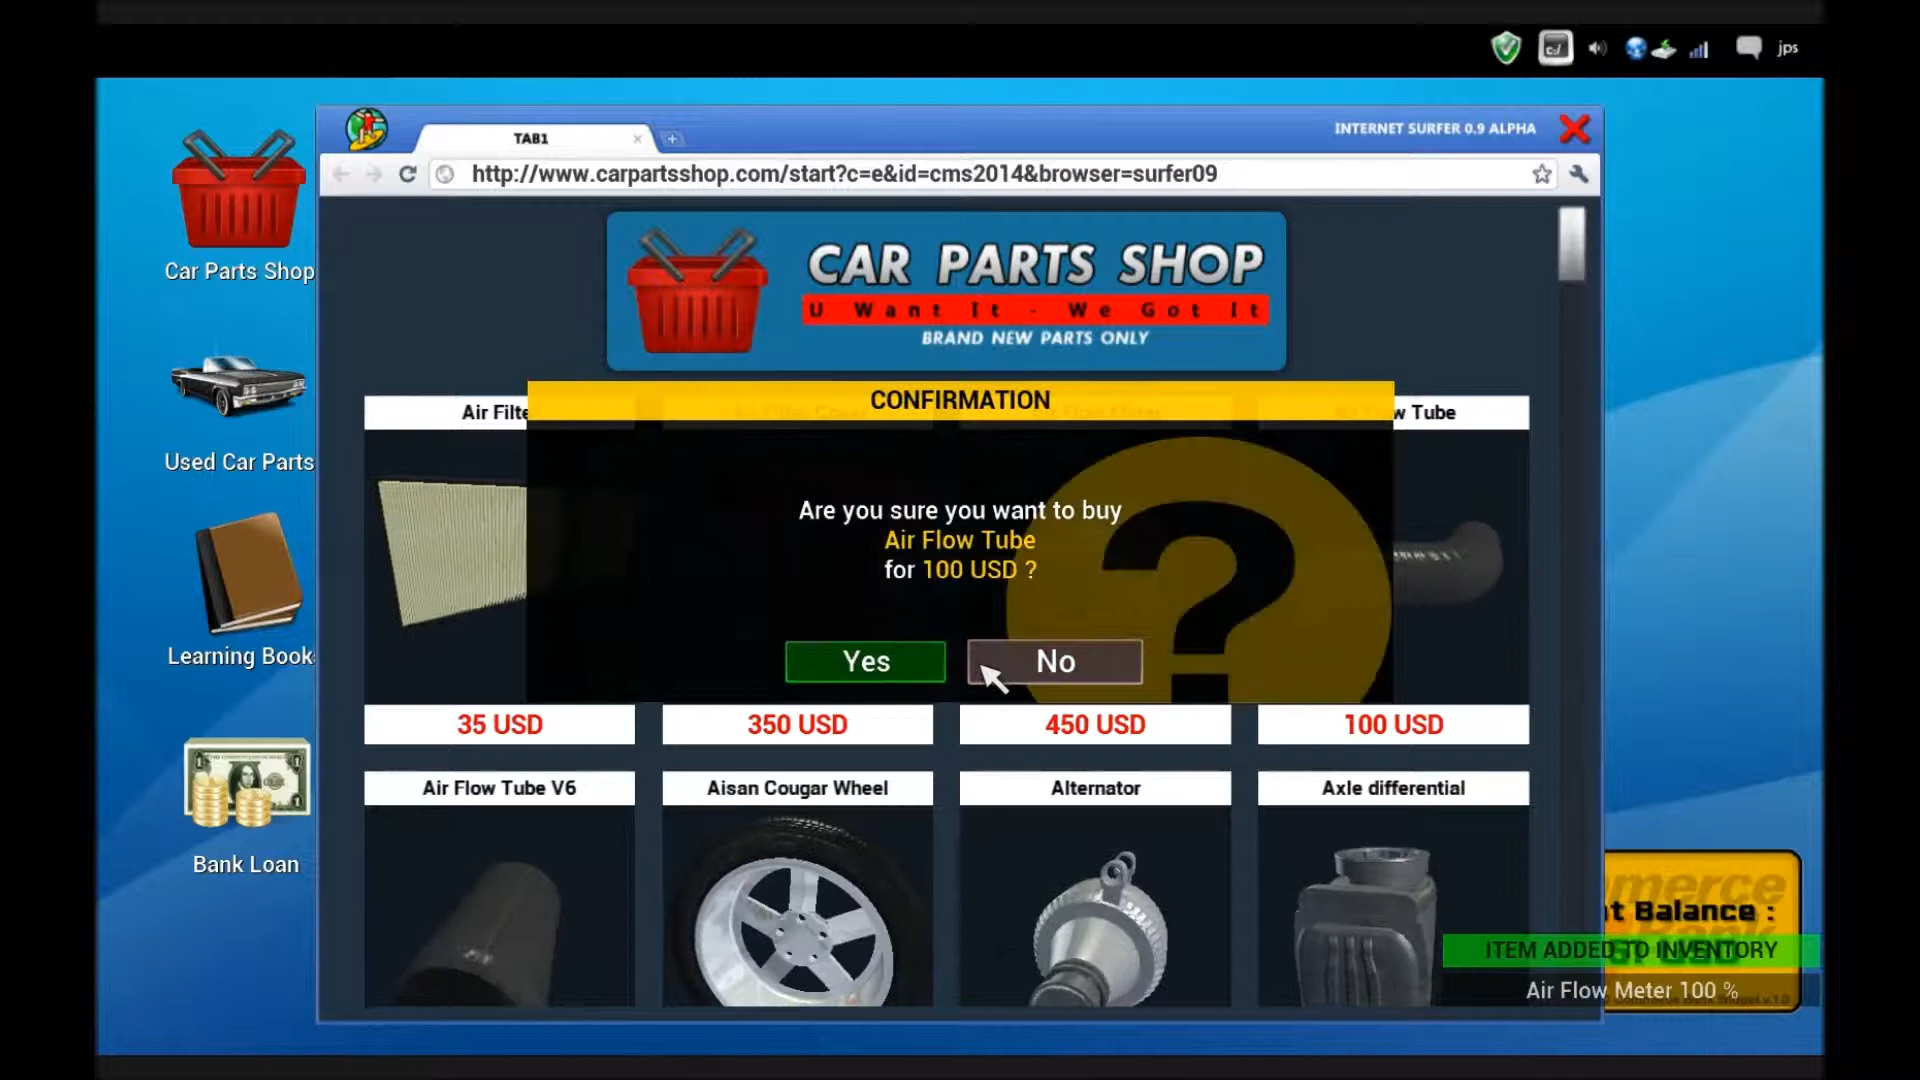 jps
TAB1
INTERNET SURFER 0.9 ALPHA
http://www.carpartsshop.com/start?c=e&id=cms2014&browser=surfer09
Car Parts Shop
Used Car Parts
Learning Book
Bank Loan
CAR PARTS SHOP
U Want It - We Got It
BRAND NEW PARTS ONLY
CONFIRMATION
Air Filte
w Tube
Are you sure you want to buy
Air Flow Tube
for 100 USD ?
Yes
No
35 USD
350 USD
450 USD
100 USD
Air Flow Tube V6
Aisan Cougar Wheel
Alternator
Axle differential
t Balance :
ITEM ADDED TO INVENTORY
Air Flow Meter 100 %